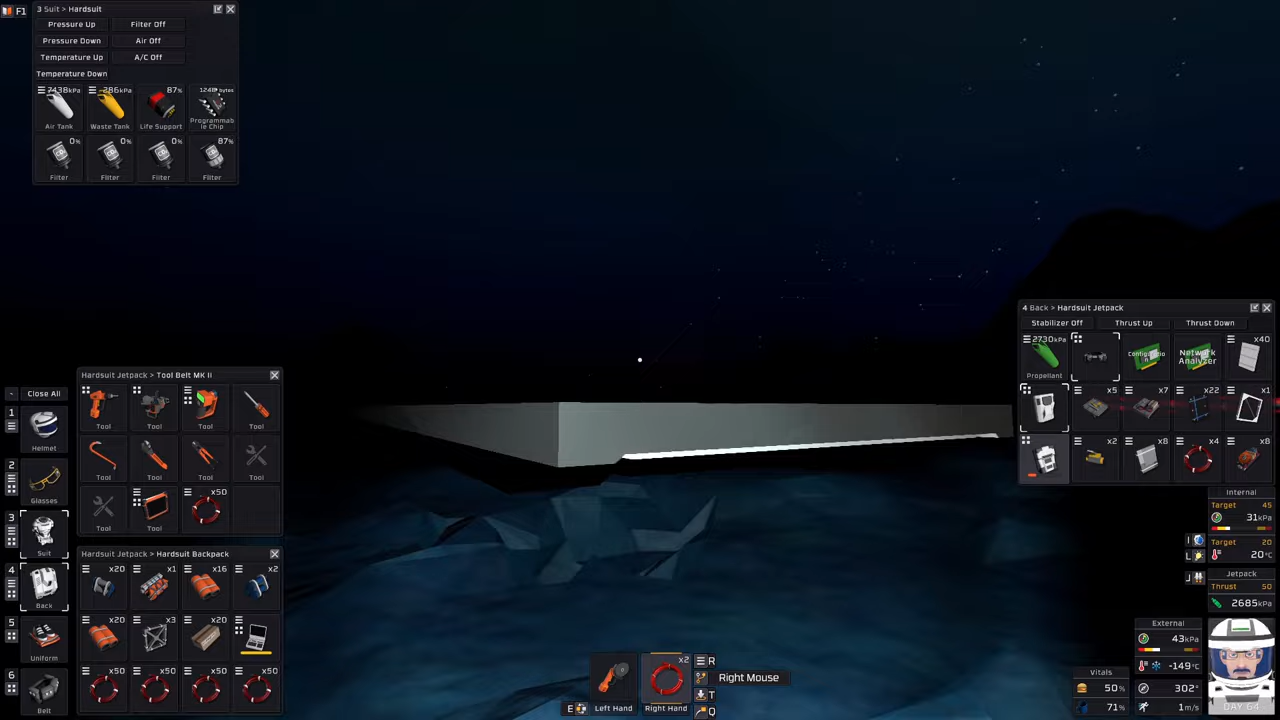 F1
3 Suit > Hardsuit
Pressure Up
Filter Off
Pressure Down
Air Off
Temperature Up
A/C Off
Temperature Down
87%
Air Tank
Waste Tank
Life Support
Programmab
le Chip
0%
0%
0%
87%
Filter
Filter
Filter
Filter
Hardsuit Jetpack > Tool Belt MK II
Tool
Tool
Tool
Tool
Tool
Tool
Tool
Tool
x50
Tool
Tool
Close All
1
Helmet
2
Glasses
3
Suit
4
Back
5
Uniform
6
Belt
Hardsuit Jetpack > Hardsuit Backpack
x20
x1
x16
x2
x20
x3
x20
x50
x50
x50
x50
E
Left Hand
x2
Right Hand
R
T
Q
Right Mouse
4 Back > Hardsuit Jetpack
Stabilizer Off
Thrust Up
Thrust Down
2730kPa
Propellant
Network
Analyzer
x40
x5
x7
x22
x1
x2
x8
x4
x8
Internal
Target 45
31kPa
Target 20
20°C
I
L
J
Jetpack
Thrust 50
2685kPa
External
43kPa
-149°C
302°
1m/s
Vitals
50%
71%
DAY 64